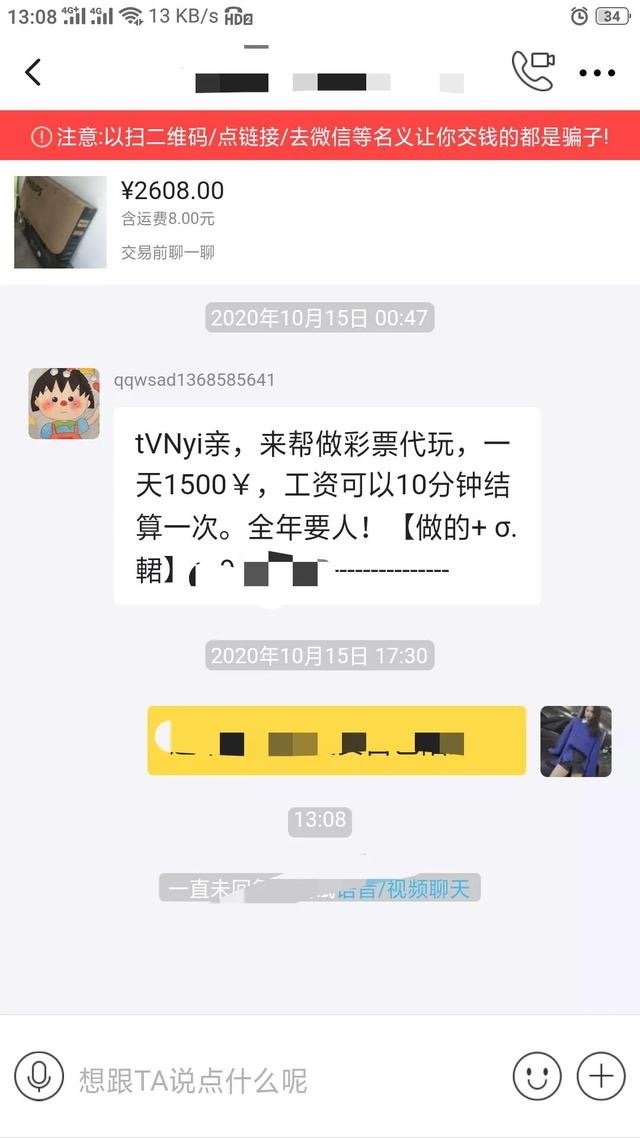 13:08 4G+ 4G 13 KB/s HD2 34
注意:以扫二维码/点链接/去微信等名义让你交钱的都是骗子!
¥2608.00
含运费8.00元
交易前聊一聊
2020年10月15日 00:47
qqwsad1368585641
tVNyi亲，来帮做彩票代玩，一
天1500￥，工资可以10分钟结
算一次。全年要人！【做的+ σ.
輑】 ---------------
2020年10月15日 17:30
13:08
一直未回
语音/视频聊天
想跟TA说点什么呢